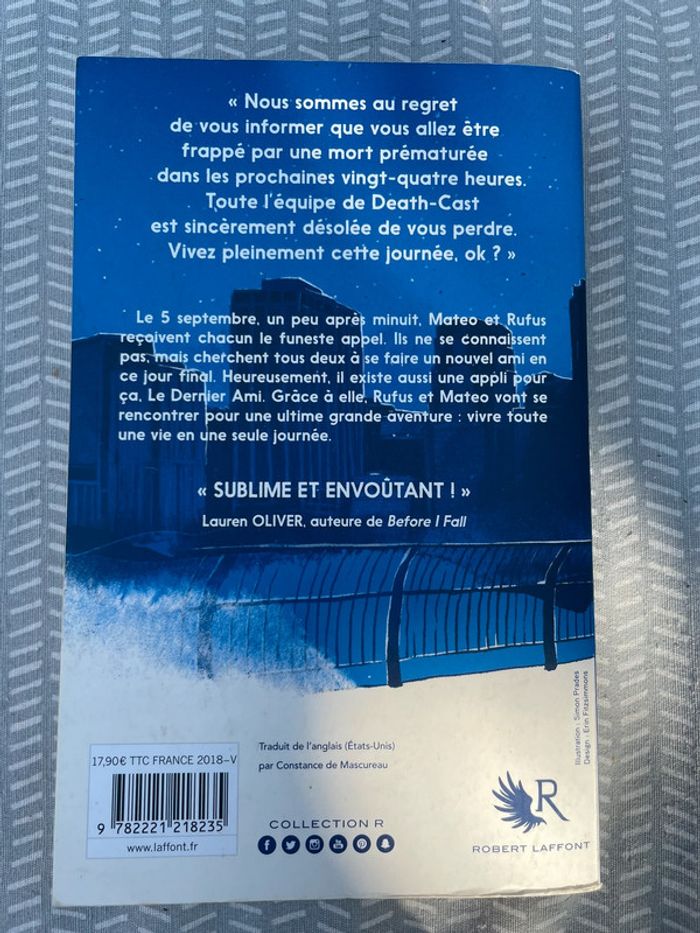 « Nous sommes au regret
de vous informer que vous allez être
frappé par une mort prématurée
dans les prochaines vingt-quatre heures.
Toute l'équipe de Death-Cast
est sincèrement désolée de vous perdre.
Vivez pleinement cette journée, ok ? »
Le 5 septembre, un peu après minuit, Mateo et Rufus
reçoivent chacun le funeste appel. Ils ne se connaissent
pas, mais cherchent tous deux à se faire un nouvel ami en
ce jour final. Heureusement, il existe aussi une appli pour
ça, Le Dernier Ami. Grâce à elle, Rufus et Mateo vont se
rencontrer pour une ultime grande aventure : vivre toute
une vie en une seule journée.
« SUBLIME ET ENVOÛTANT ! »
Lauren OLIVER, auteure de Before I Fall
Illustration : Simon Prades
Design : Erin Fitzsimmons
17,90€ TTC FRANCE 2018-V
9 782221 218235
www.laffont.fr
Traduit de l'anglais (États-Unis)
par Constance de Mascureau
COLLECTION R
R
ROBERT LAFFONT